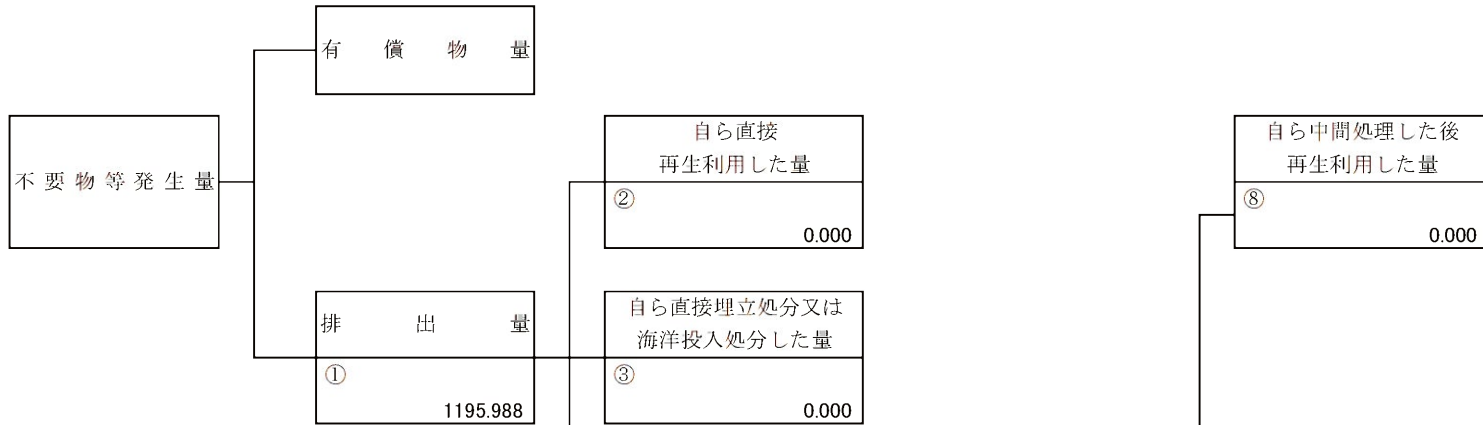 有償物量
不要物等発生量
自ら直接
再生利用した量
②
0.000
自ら中間処理した後
再生利用した量
⑧
0.000
排出量
①
1195.988
自ら直接埋立処分又は
海洋投入処分した量
③
0.000